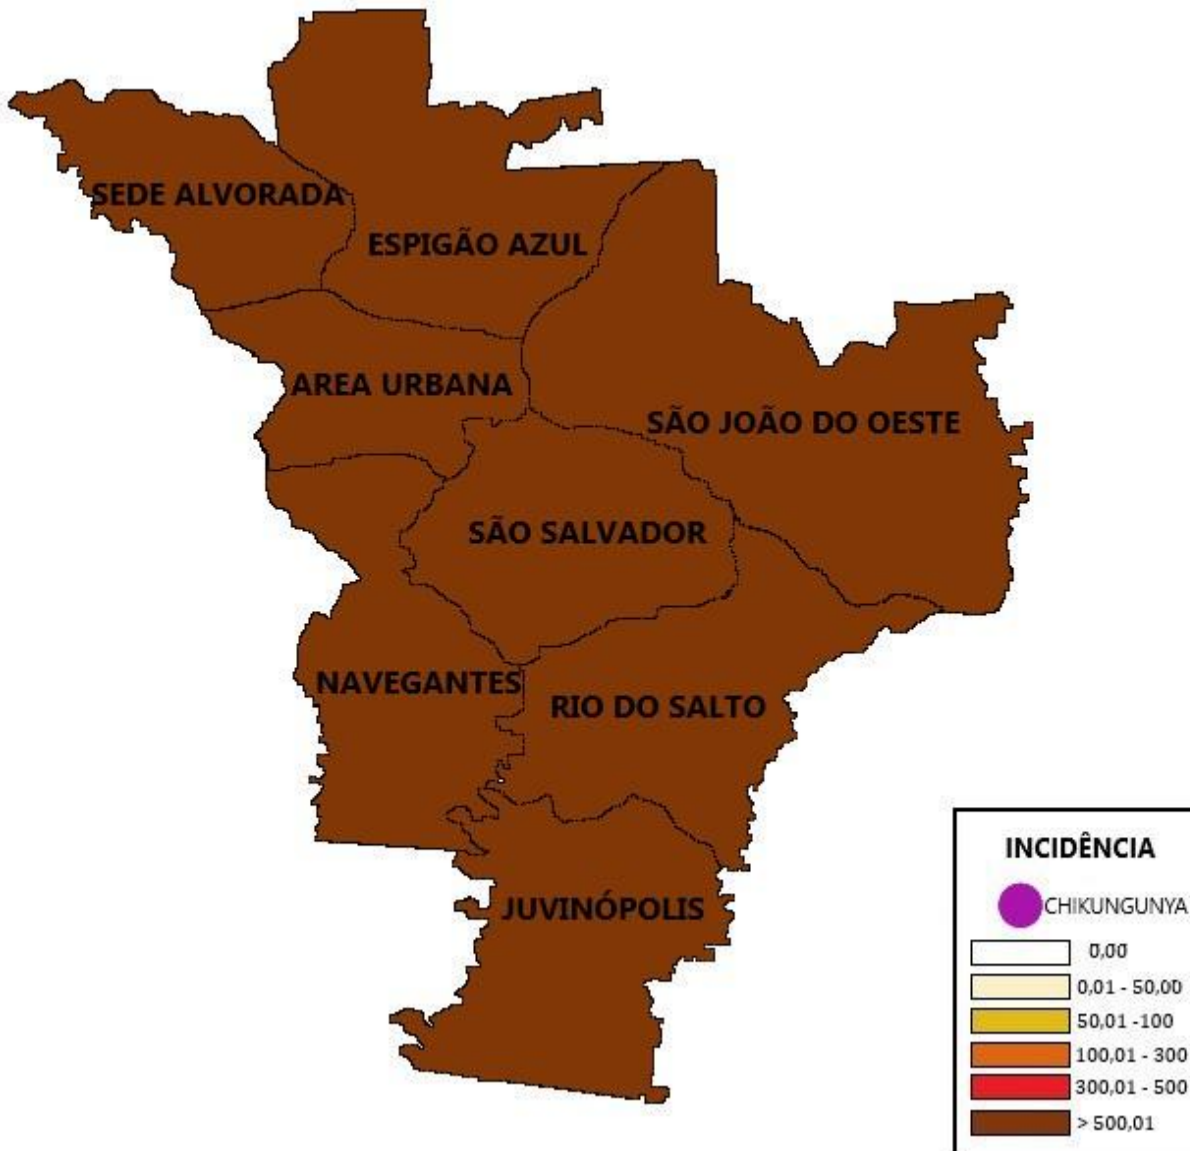 SEDE ALVORADA
ESPIGÃO AZUL
AREA URBANA
SÃO JOÃO DO OESTE
SÃO SALVADOR
NAVEGANTES
RIO DO SALTO
JUVINÓPOLIS
INCIDÊNCIA
CHIKUNGUNYA
0,00
0,01 - 50,00
50,01 -100
100,01 - 300
300,01 - 500
> 500,01